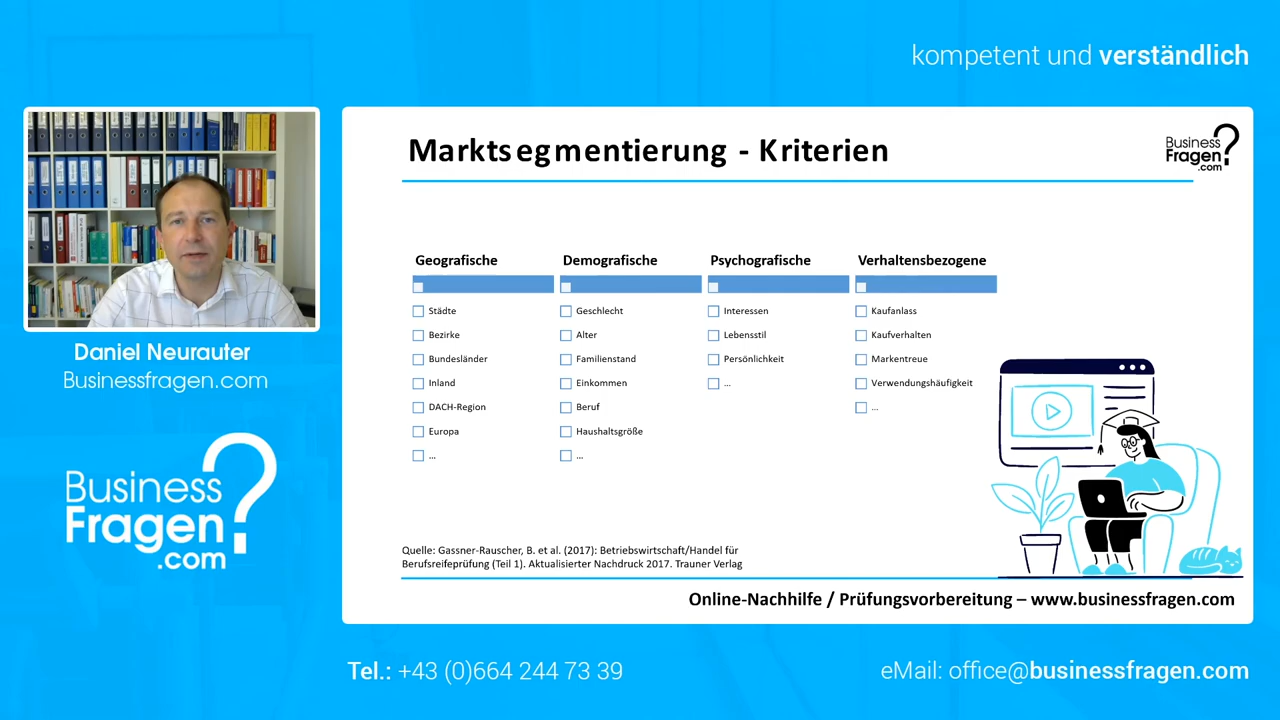 kompetent und verständlich
Marktsegmentierung - Kriterien
Business
Fragen
.com
?
Geografische
Städte
Bezirke
Bundesländer
Inland
DACH-Region
Europa
...
Demografische
Geschlecht
Alter
Familienstand
Einkommen
Beruf
Haushaltsgröße
...
Psychografische
Interessen
Lebensstil
Persönlichkeit
...
Verhaltensbezogene
Kaufanlass
Kaufverhalten
Markentreue
Verwendungshäufigkeit
...
Daniel Neurauter
Businessfragen.com
Business
Fragen
.com
?
Quelle: Gassner-Rauscher, B. et al. (2017): Betriebswirtschaft/Handel für
Berufsreifeprüfung (Teil 1). Aktualisierter Nachdruck 2017. Trauner Verlag
Online-Nachhilfe / Prüfungsvorbereitung – www.businessfragen.com
Tel.: +43 (0)664 244 73 39
eMail: office@businessfragen.com